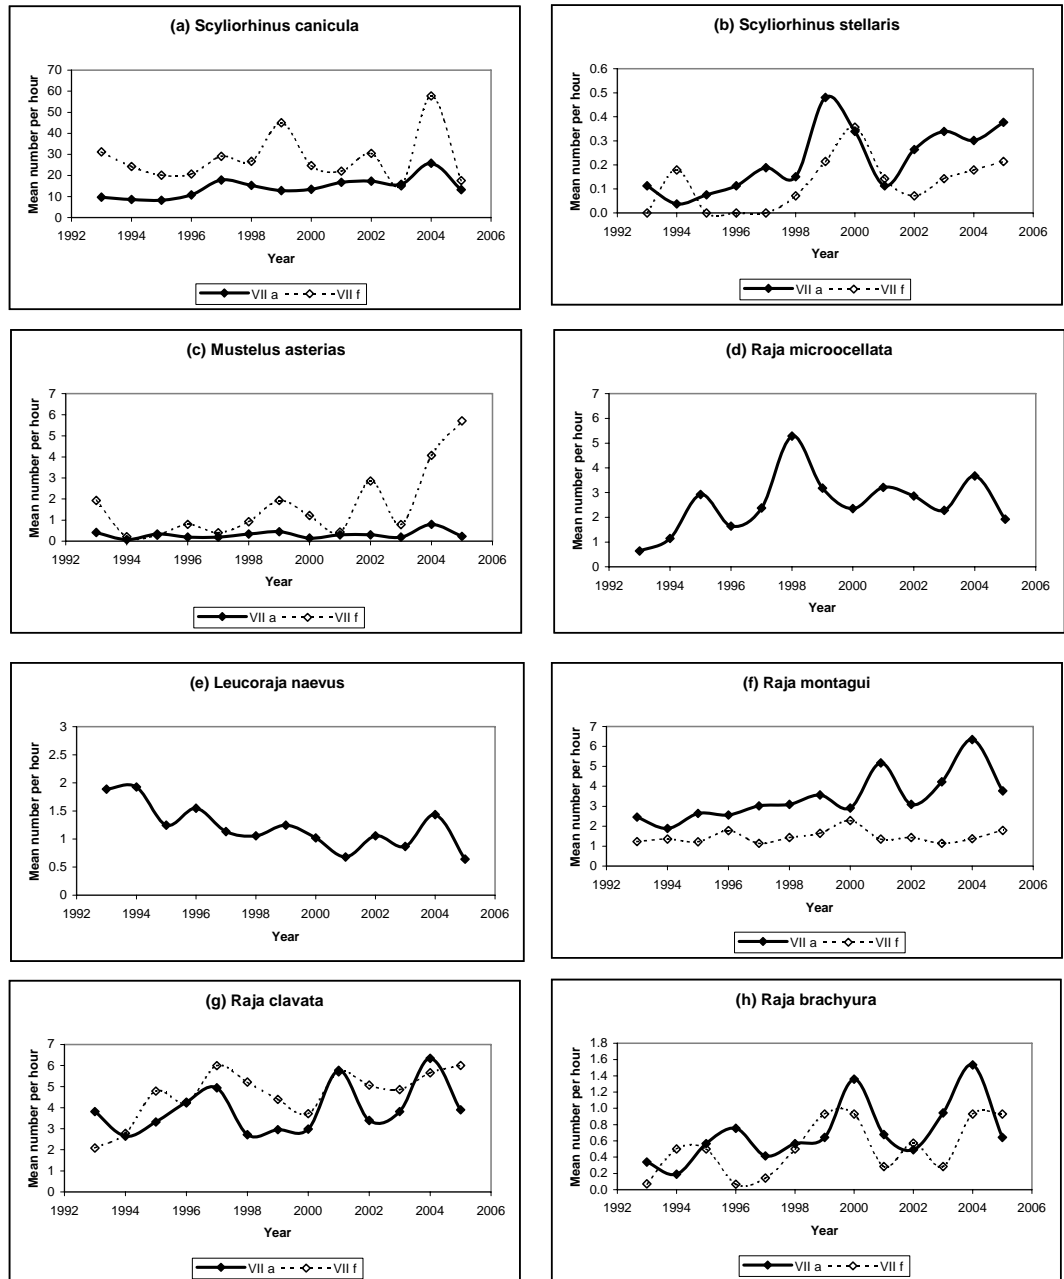 (a) Scyliorhinus canicula
Mean number per hour
70
60
50
40
30
20
10
0
1992 1994 1996 1998 2000 2002 2004 2006
Year
VII a VII f
(b) Scyliorhinus stellaris
Mean number per hour
0.6
0.5
0.4
0.3
0.2
0.1
0.0
1992 1994 1996 1998 2000 2002 2004 2006
Year
VII a VII f
(c) Mustelus asterias
Mean number per hour
7
6
5
4
3
2
1
0
1992 1994 1996 1998 2000 2002 2004 2006
Year
VII a VII f
(d) Raja microocellata
Mean number per hour
7
6
5
4
3
2
1
0
1992 1994 1996 1998 2000 2002 2004 2006
Year
(e) Leucoraja naevus
Mean number per hour
3
2.5
2
1.5
1
0.5
0
1992 1994 1996 1998 2000 2002 2004 2006
Year
(f) Raja montagui
Mean number per hour
7
6
5
4
3
2
1
0
1992 1994 1996 1998 2000 2002 2004 2006
Year
VII a VII f
(g) Raja clavata
Mean number per hour
7
6
5
4
3
2
1
0
1992 1994 1996 1998 2000 2002 2004 2006
Year
VII a VII f
(h) Raja brachyura
Mean number per hour
1.8
1.6
1.4
1.2
1.0
0.8
0.6
0.4
0.2
0.0
1992 1994 1996 1998 2000 2002 2004 2006
Year
VII a VII f